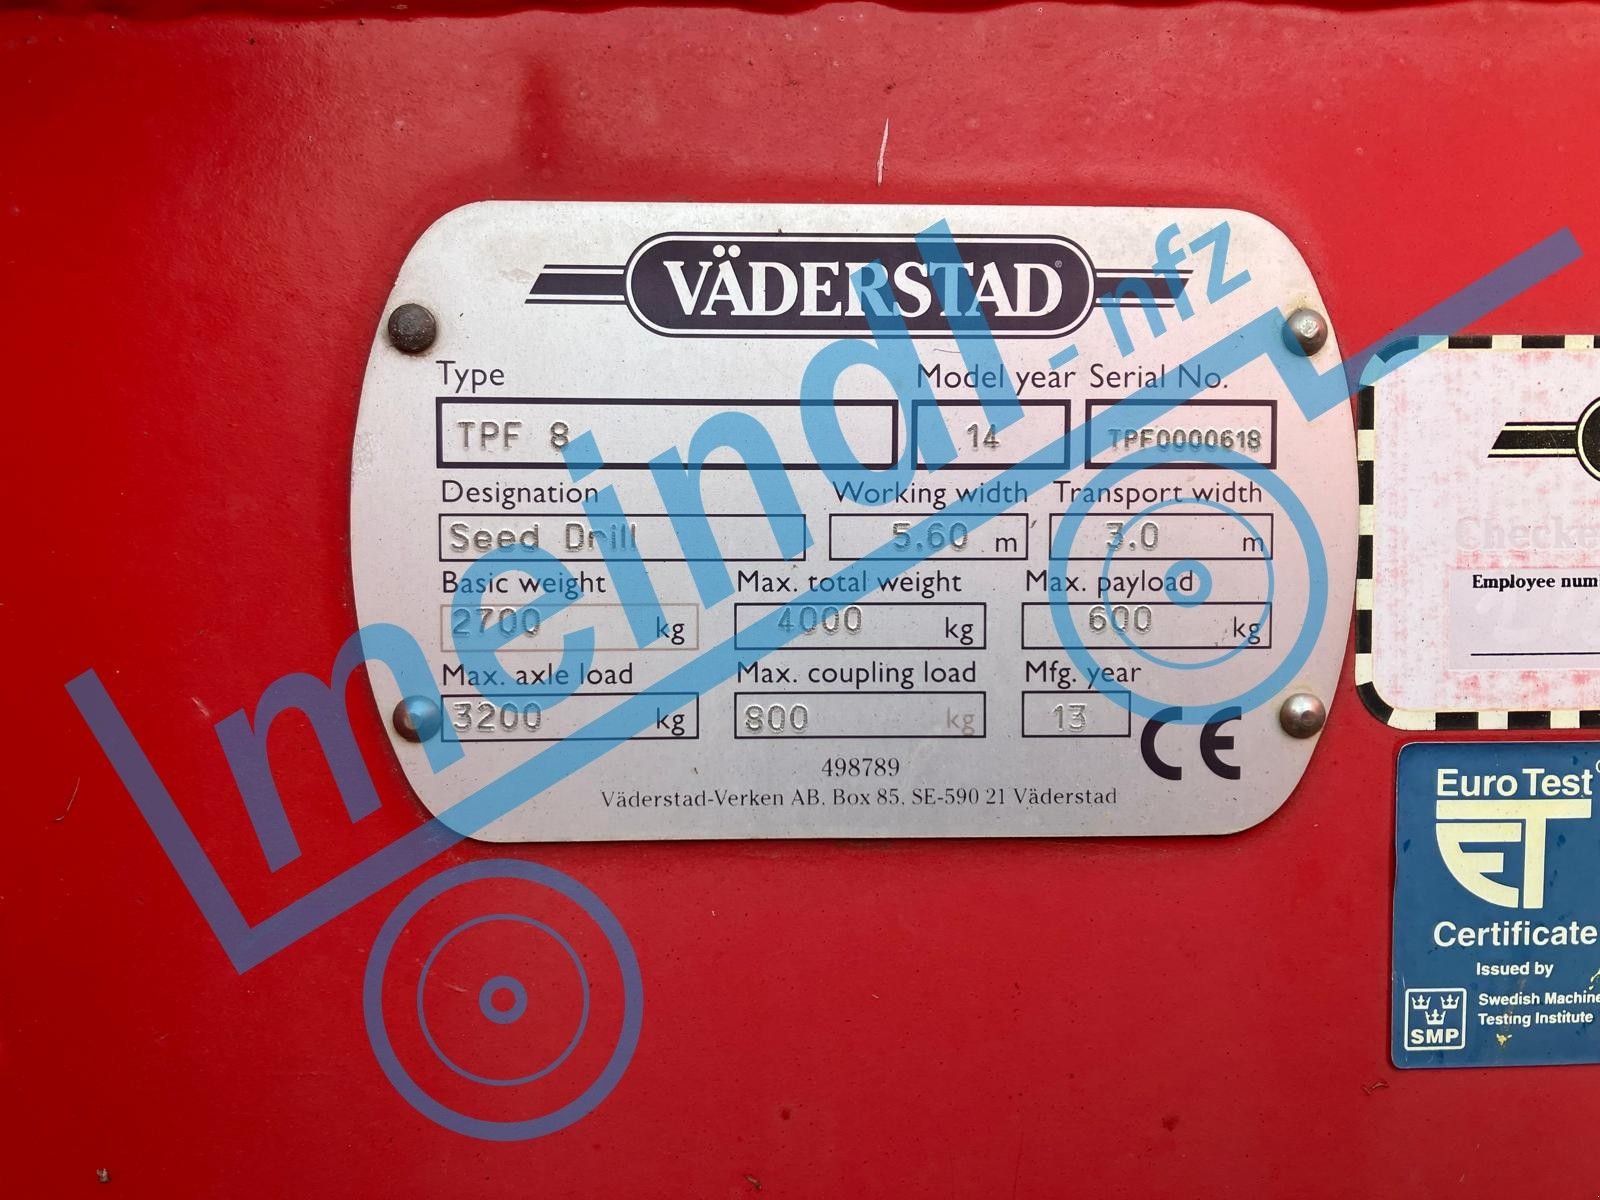 VÄDERSTAD®
Type Model year Serial No.
TPF 8 14 TPF0000618
Designation Working width Transport width
Seed Drill 5.60 m 3.0 m
Basic weight Max. total weight Max. payload
2700 kg 4000 kg 600 kg
Max. axle load Max. coupling load Mfg. year
3200 kg 800 kg 13
CE
498789
Väderstad-Verken AB, Box 85, SE-590 21 Väderstad
meindl-nfz
Employee
Euro Test
ET
Certificate
Issued by
Swedish
Testing Institute
SMP